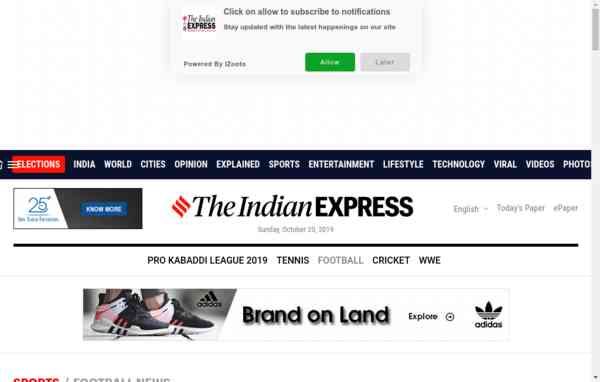 Click on allow to subscribe to notifications
Stay updated with the latest happenings on our site
The Indian
EXPRESS
Powered By iZooto
Allow
Later
ELECTIONS INDIA WORLD CITIES OPINION EXPLAINED SPORTS ENTERTAINMENT LIFESTYLE TECHNOLOGY VIRAL VIDEOS PHOTOS
25
KNOW MORE
The Indian EXPRESS
English
Today's Paper
ePaper
Sunday, October 20, 2019
PRO KABADDI LEAGUE 2019 TENNIS FOOTBALL CRICKET WWE
adidas
Brand on Land
Explore
adidas
SPORTS / FOOTBALL NEWS